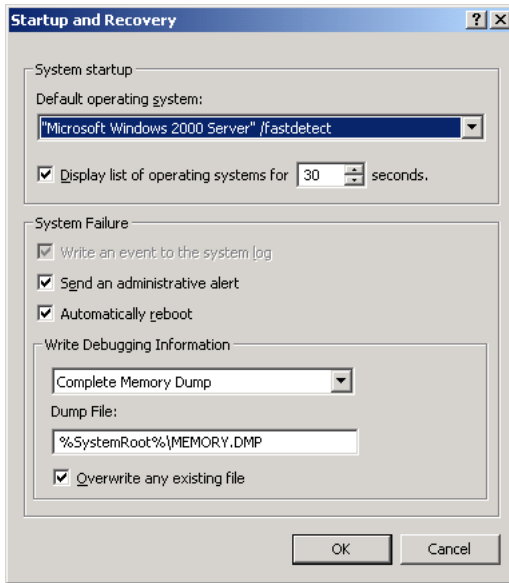 Startup and Recovery
System startup
Default operating system:
"Microsoft Windows 2000 Server" /fastdetect
Display list of operating systems for 30 seconds.
System Failure
Write an event to the system log
Send an administrative alert
Automatically reboot
Write Debugging Information
Complete Memory Dump
Dump File:
%SystemRoot%\MEMORY.DMP
Overwrite any existing file
OK Cancel